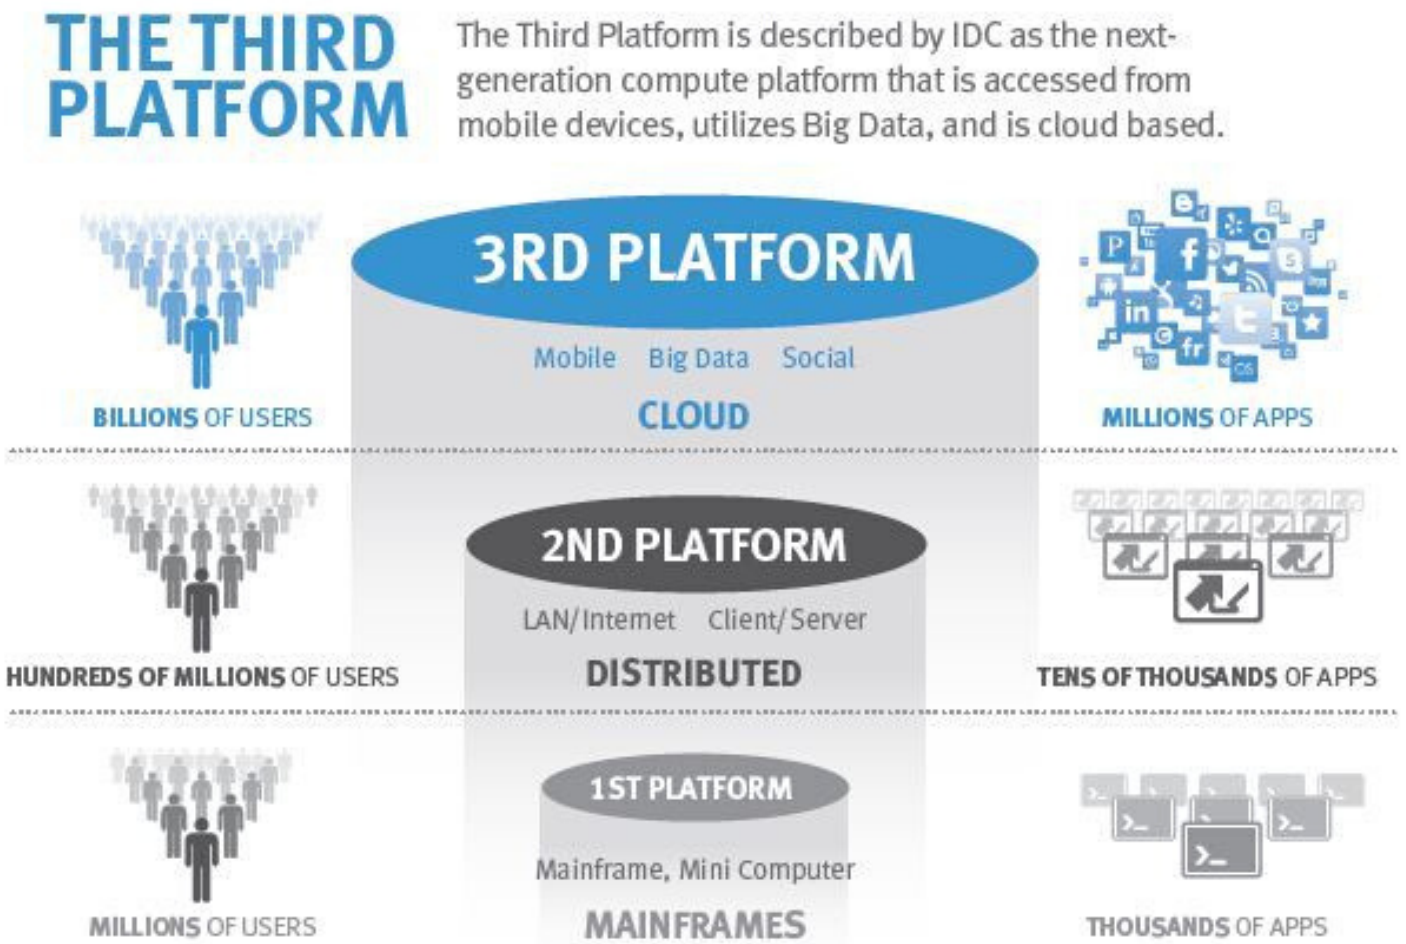 THE THIRD
PLATFORM
The Third Platform is described by IDC as the next-
generation compute platform that is accessed from
mobile devices, utilizes Big Data, and is cloud based.
3RD PLATFORM
Mobile Big Data Social
CLOUD
BILLIONS OF USERS
MILLIONS OF APPS
2ND PLATFORM
LAN/Internet Client/Server
DISTRIBUTED
HUNDREDS OF MILLIONS OF USERS
TENS OF THOUSANDS OF APPS
1ST PLATFORM
Mainframe, Mini Computer
MAINFRAMES
MILLIONS OF USERS
THOUSANDS OF APPS